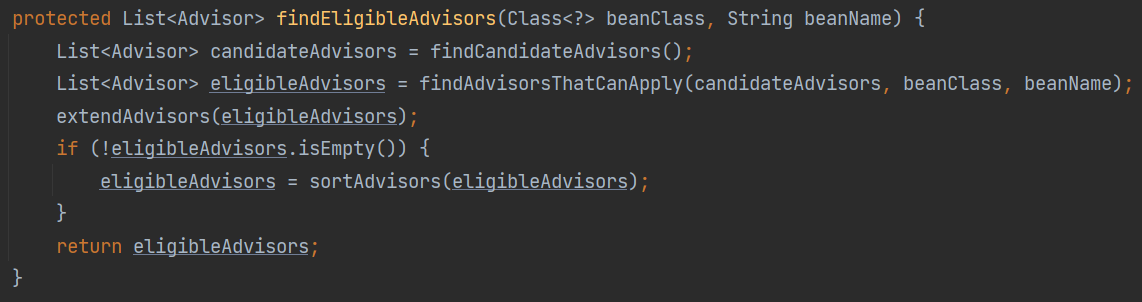 protected List<Advisor> findEligibleAdvisors(Class<?> beanClass, String beanName) {
    List<Advisor> candidateAdvisors = findCandidateAdvisors();
    List<Advisor> eligibleAdvisors = findAdvisorsThatCanApply(candidateAdvisors, beanClass, beanName);
    extendAdvisors(eligibleAdvisors);
    if (!eligibleAdvisors.isEmpty()) {
        eligibleAdvisors = sortAdvisors(eligibleAdvisors);
    }
    return eligibleAdvisors;
}